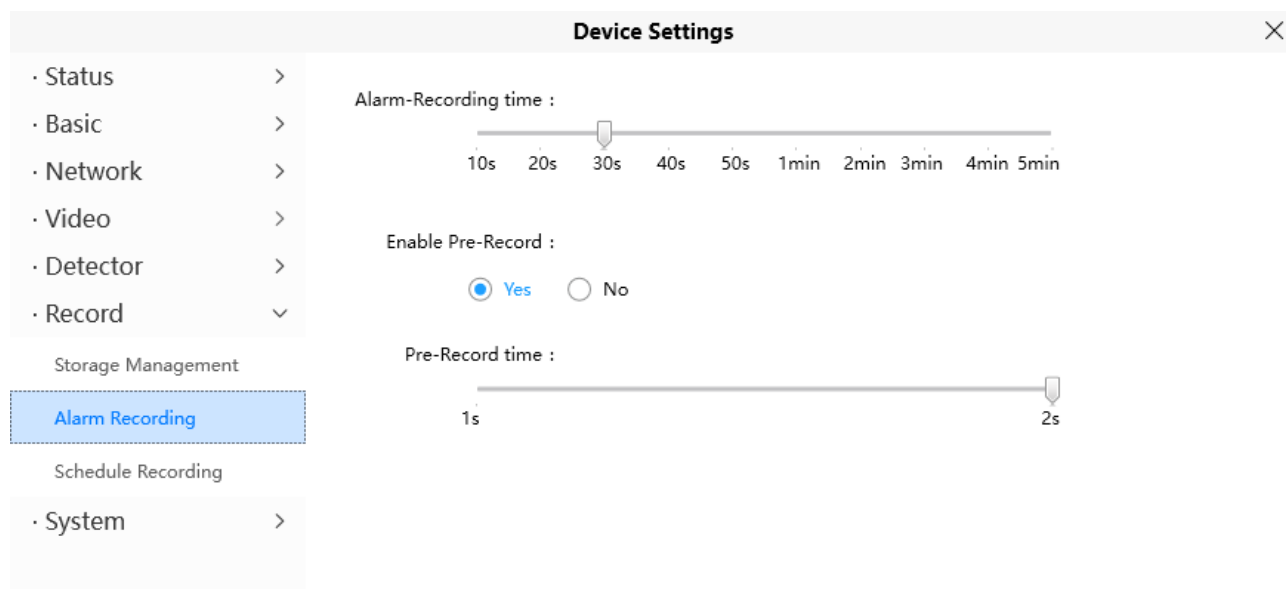 Device Settings
· Status
· Basic
· Network
· Video
· Detector
· Record
Storage Management
Alarm Recording
Schedule Recording
· System
Alarm-Recording time :
10s 20s 30s 40s 50s 1min 2min 3min 4min 5min
Enable Pre-Record :
Yes No
Pre-Record time :
1s 2s